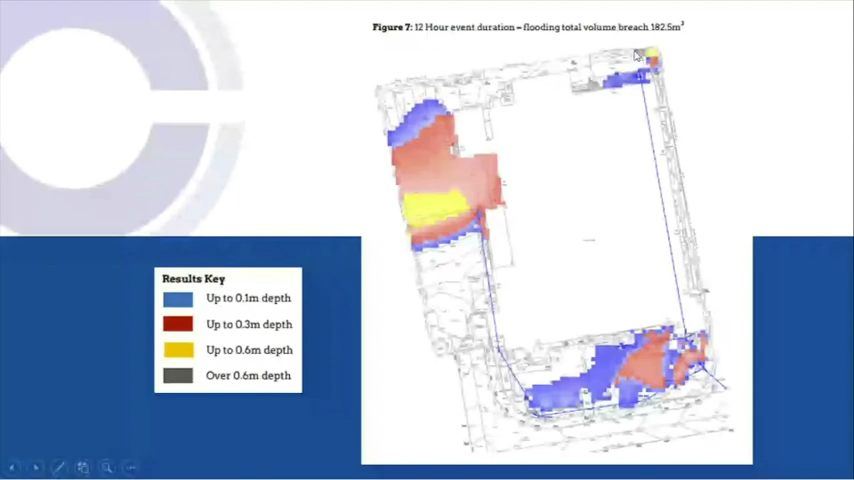 Figure 7: 12 Hour event duration – flooding total volume breach 182.5m³
Results Key
Up to 0.1m depth
Up to 0.3m depth
Up to 0.6m depth
Over 0.6m depth